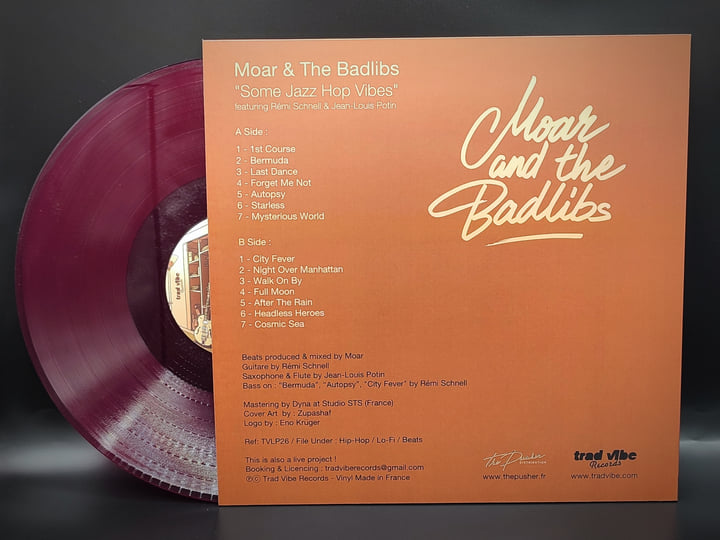 Moar & The Badlibs
"Some Jazz Hop Vibes"
featuring Rémi Schnell & Jean-Louis Potin
A Side :
1 - 1st Course
2 - Bermuda
3 - Last Dance
4 - Forget Me Not
5 - Autopsy
6 - Starless
7 - Mysterious World
B Side :
1 - City Fever
2 - Night Over Manhattan
3 - Walk On By
4 - Full Moon
5 - After The Rain
6 - Headless Heroes
7 - Cosmic Sea
Beats produced & mixed by Moar
Guitare by Rémi Schnell
Saxophone & Flute by Jean-Louis Potin
Bass on : "Bermuda", "Autopsy", "City Fever" by Rémi Schnell
Mastering by Dyna at Studio STS (France)
Cover Art by : Zupashaf
Logo by : Eno Krüger
Ref: TVLP26 / File Under : Hip-Hop / Lo-Fi / Beats
This is also a live project !
Booking & Licencing : tradviberecords@gmail.com
℗© Trad Vibe Records - Vinyl Made in France
Moar
and the
Badlibs
the Pusher
DISTRIBUTION
www.thepusher.fr
trad vibe
Records
www.tradvibe.com
trad vibe